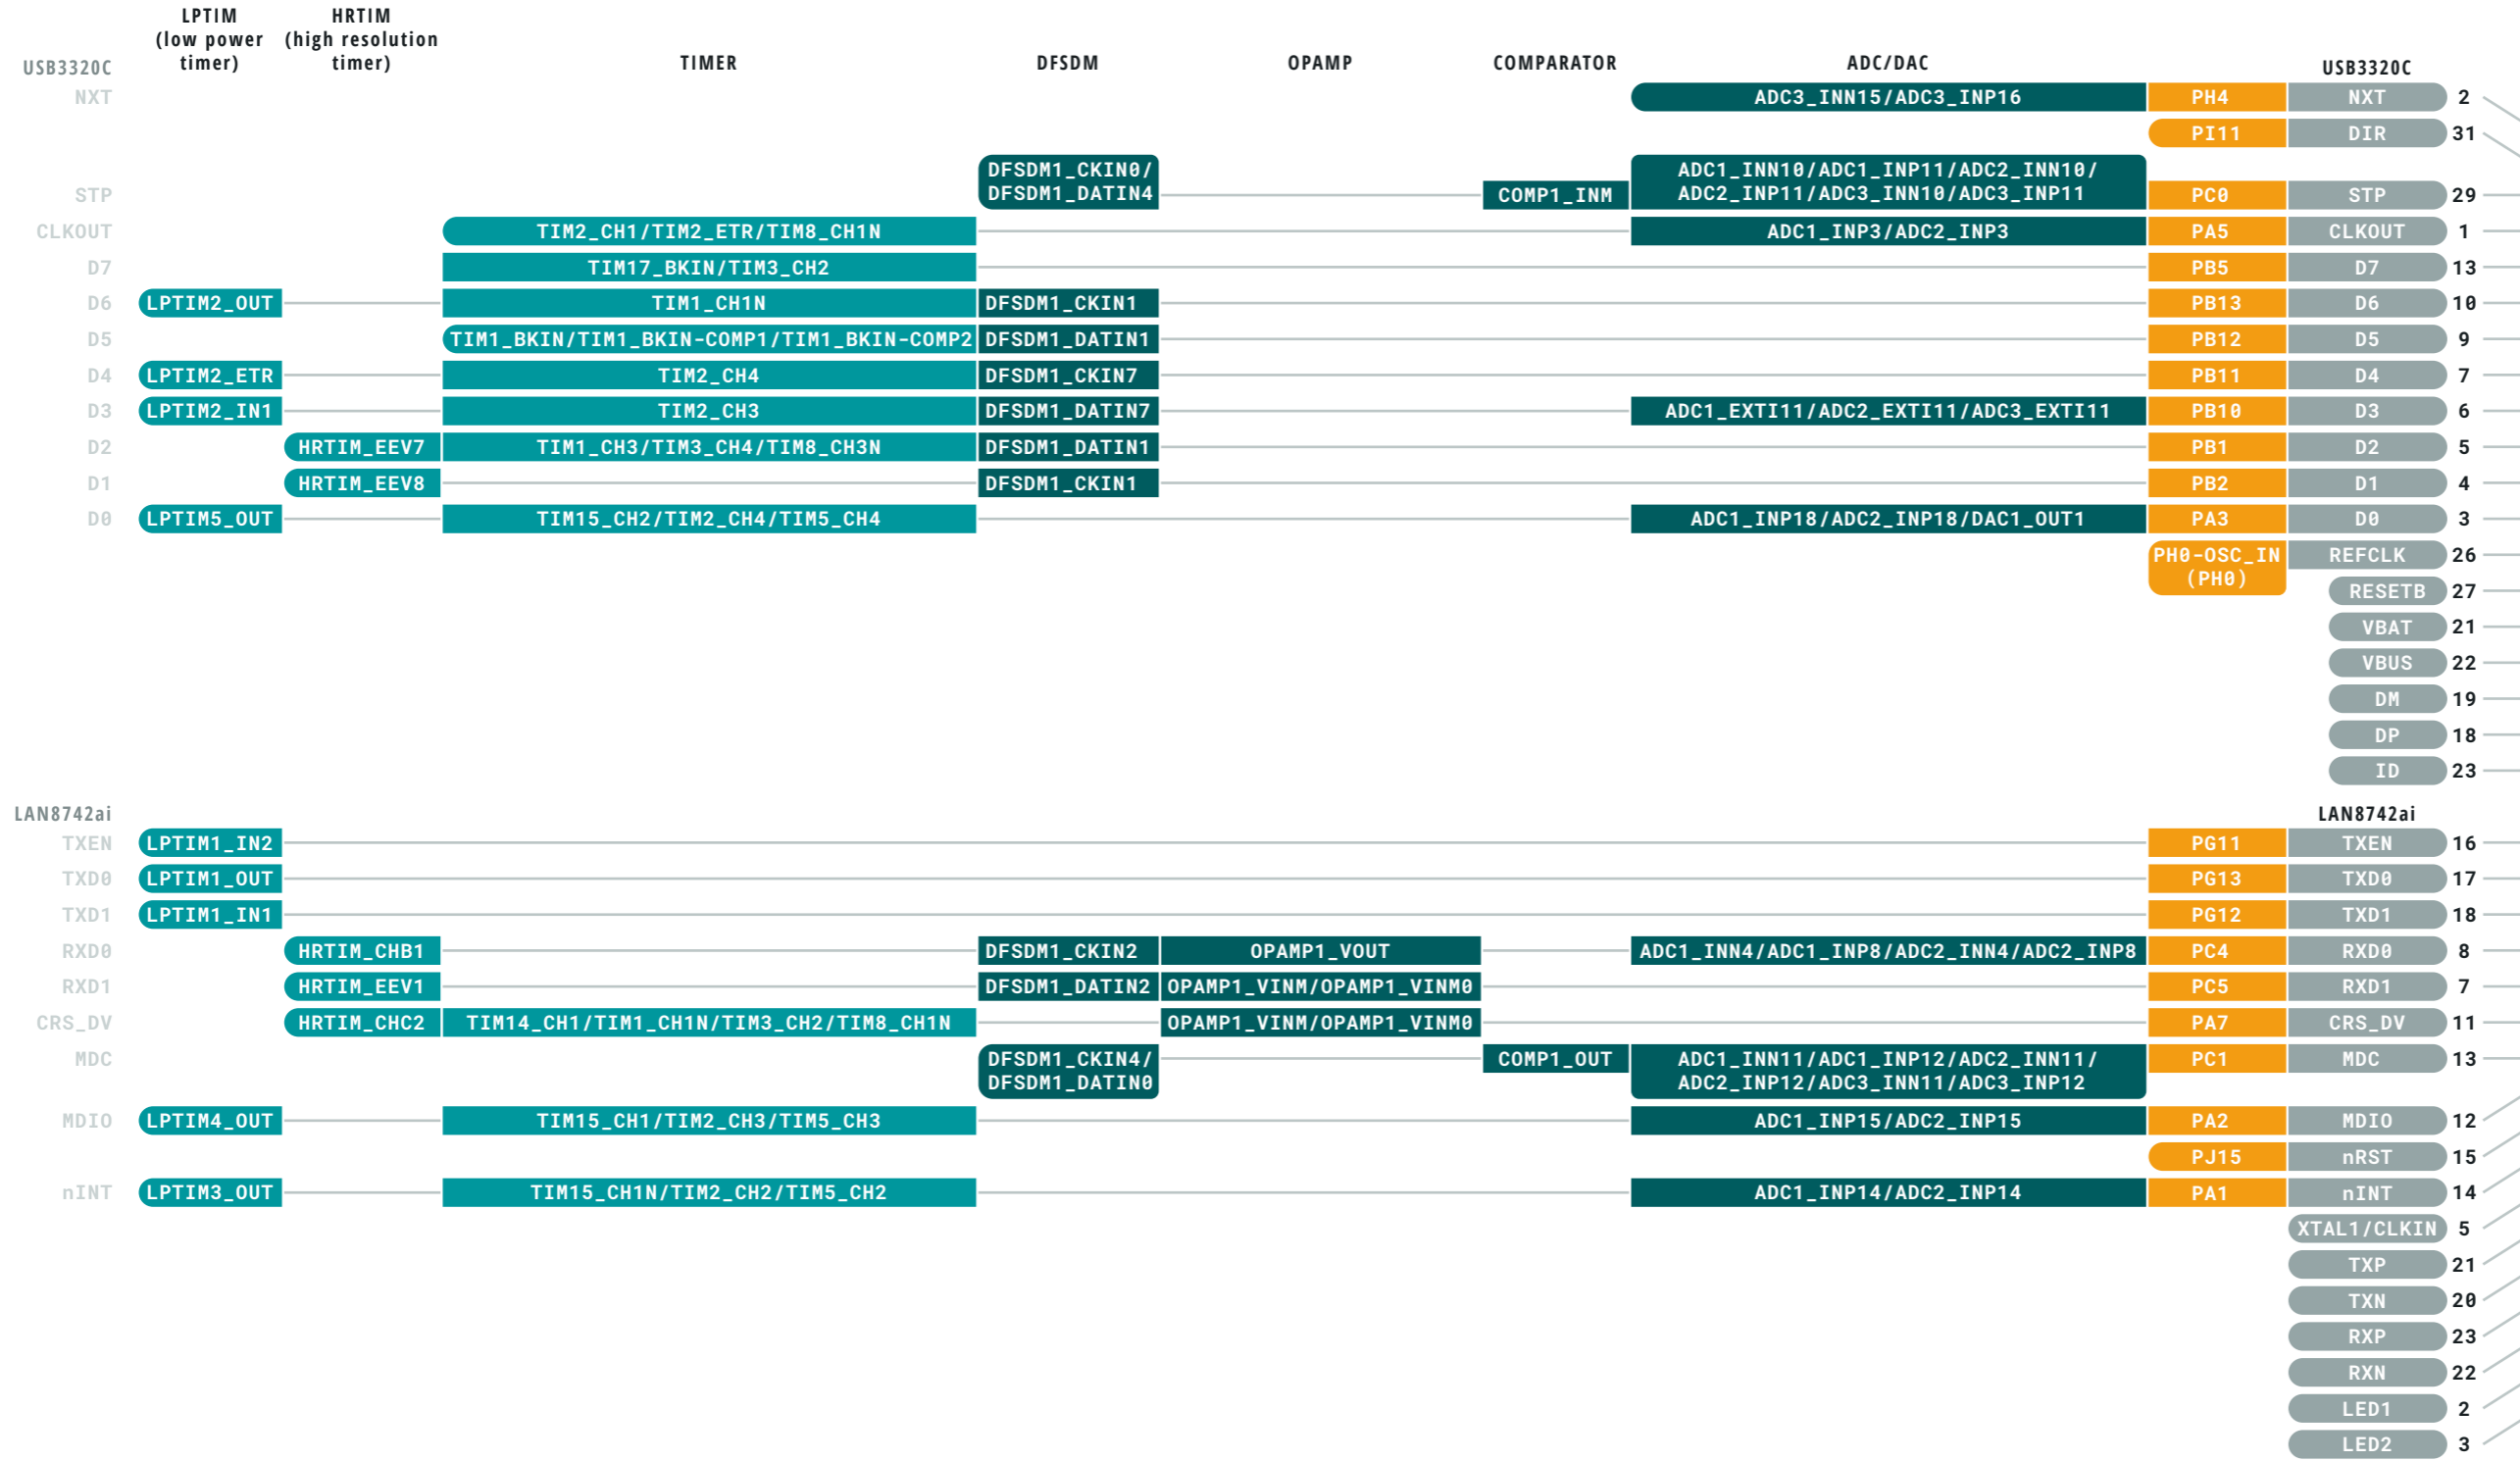 LPTIM
(low power
timer)
HRTIM
(high resolution
timer)
TIMER
DFSDM
OPAMP
COMPARATOR
ADC/DAC
USB3320C
USB3320C
NXT ADC3_INN15/ADC3_INP16 PH4 NXT 2
PI11 DIR 31
STP DFSDM1_CKIN0/
DFSDM1_DATIN4 COMP1_INM ADC1_INN10/ADC1_INP11/ADC2_INN10/
ADC2_INP11/ADC3_INN10/ADC3_INP11 PC0 STP 29
CLKOUT TIM2_CH1/TIM2_ETR/TIM8_CH1N ADC1_INP3/ADC2_INP3 PA5 CLKOUT 1
D7 TIM17_BKIN/TIM3_CH2 PB5 D7 13
D6 LPTIM2_OUT TIM1_CH1N DFSDM1_CKIN1 PB13 D6 10
D5 TIM1_BKIN/TIM1_BKIN-COMP1/TIM1_BKIN-COMP2 DFSDM1_DATIN1 PB12 D5 9
D4 LPTIM2_ETR TIM2_CH4 DFSDM1_CKIN7 PB11 D4 7
D3 LPTIM2_IN1 TIM2_CH3 DFSDM1_DATIN7 ADC1_EXTI11/ADC2_EXTI11/ADC3_EXTI11 PB10 D3 6
D2 HRTIM_EEV7 TIM1_CH3/TIM3_CH4/TIM8_CH3N DFSDM1_DATIN1 PB1 D2 5
D1 HRTIM_EEV8 DFSDM1_CKIN1 PB2 D1 4
D0 LPTIM5_OUT TIM15_CH2/TIM2_CH4/TIM5_CH4 ADC1_INP18/ADC2_INP18/DAC1_OUT1 PA3 D0 3
PH0-OSC_IN
(PH0) REFCLK 26
RESETB 27
VBAT 21
VBUS 22
DM 19
DP 18
ID 23
LAN8742ai
LAN8742ai
TXEN LPTIM1_IN2 PG11 TXEN 16
TXD0 LPTIM1_OUT PG13 TXD0 17
TXD1 LPTIM1_IN1 PG12 TXD1 18
RXD0 HRTIM_CHB1 DFSDM1_CKIN2 OPAMP1_VOUT ADC1_INN4/ADC1_INP8/ADC2_INN4/ADC2_INP8 PC4 RXD0 8
RXD1 HRTIM_EEV1 DFSDM1_DATIN2 OPAMP1_VINM/OPAMP1_VINM0 PC5 RXD1 7
CRS_DV HRTIM_CHC2 TIM14_CH1/TIM1_CH1N/TIM3_CH2/TIM8_CH1N OPAMP1_VINM/OPAMP1_VINM0 PA7 CRS_DV 11
MDC DFSDM1_CKIN4/
DFSDM1_DATIN0 COMP1_OUT ADC1_INN11/ADC1_INP12/ADC2_INN11/
ADC2_INP12/ADC3_INN11/ADC3_INP12 PC1 MDC 13
MDIO LPTIM4_OUT TIM15_CH1/TIM2_CH3/TIM5_CH3 ADC1_INP15/ADC2_INP15 PA2 MDIO 12
PJ15 nRST 15
nINT LPTIM3_OUT TIM15_CH1N/TIM2_CH2/TIM5_CH2 ADC1_INP14/ADC2_INP14 PA1 nINT 14
XTAL1/CLKIN 5
TXP 21
TXN 20
RXP 23
RXN 22
LED1 2
LED2 3